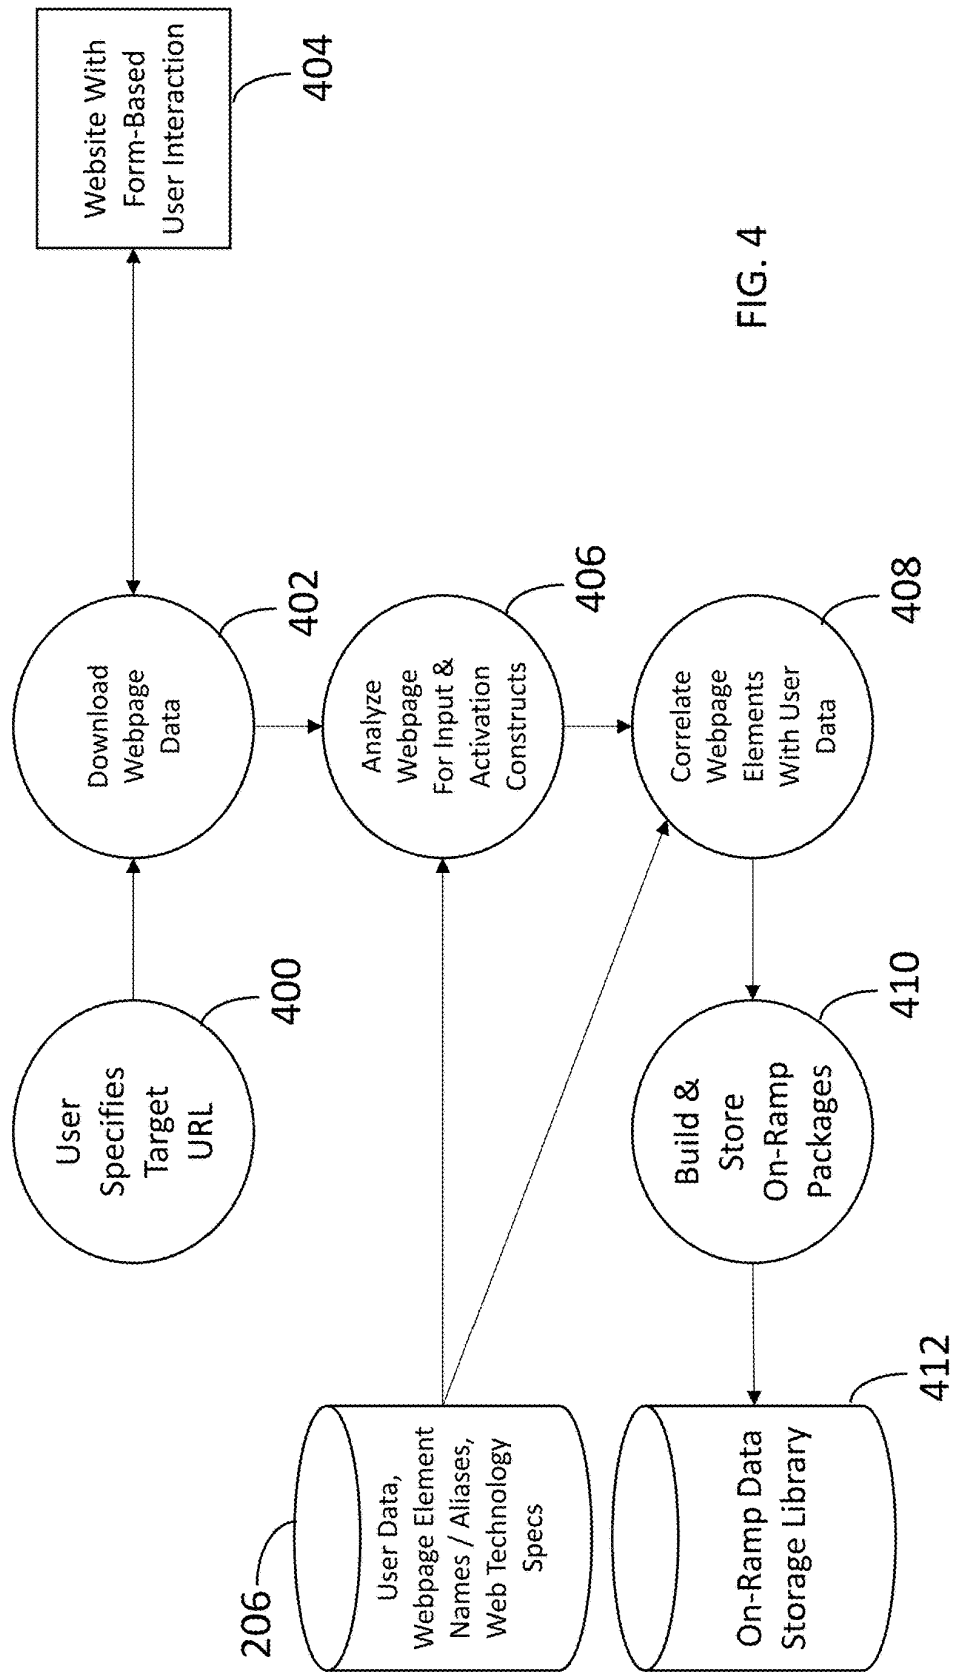 User
Specifies
Target
URL
400
Download
Webpage
Data
402
Website With
Form-Based
User Interaction
404
206
User Data,
Webpage Element
Names / Aliases,
Web Technology
Specs
Analyze
Webpage
For Input &
Activation
Constructs
406
On-Ramp Data
Storage Library
412
Build &
Store
On-Ramp
Packages
410
Correlate
Webpage
Elements
With User
Data
408
FIG. 4